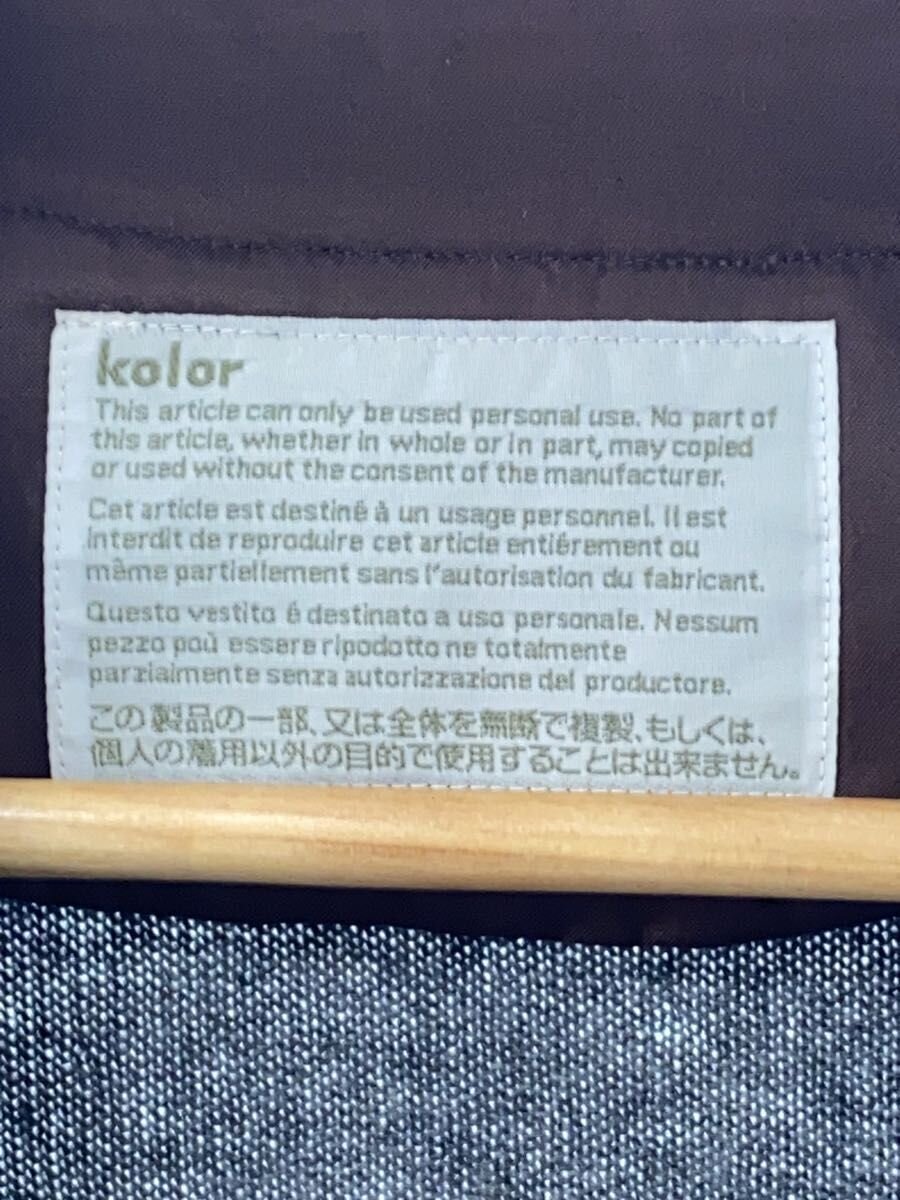 kolor
This article can only be used personal use. No part of
this article, whether in whole or in part, may copied
or used without the consent of the manufacturer.
Cet article est destiné à un usage personnel. Il est
interdit de reproduire cet article entiérement ou
même partiellement sans l'autorisation du fabricant.
Questo vestito é destinato a uso personale. Nessum
pezzo poù essere ripodotto ne totalmente
parzialmente senza autorizzazione del productore.
この製品の一部、又は全体を無断で複製、もしくは、
個人の着用以外の目的で使用することは出来ません。